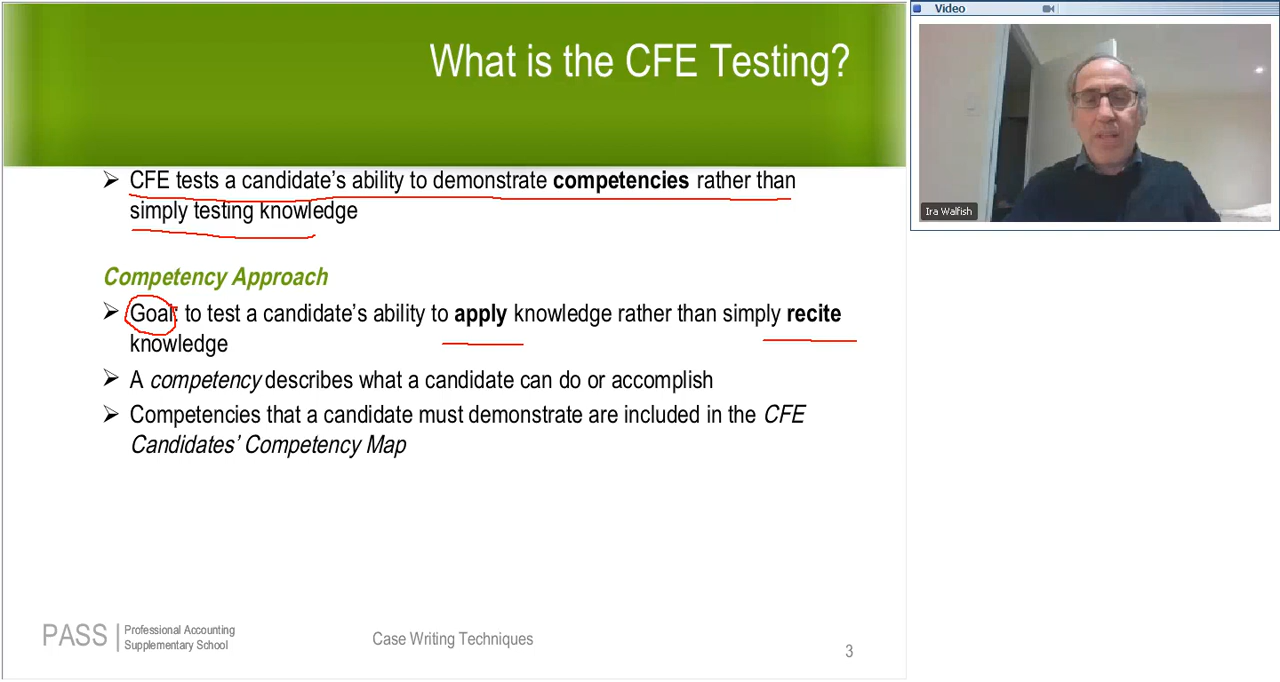 What is the CFE Testing?
Video
Ira Walfish
➢ CFE tests a candidate's ability to demonstrate competencies rather than
simply testing knowledge
Competency Approach
➢ Goal: to test a candidate's ability to apply knowledge rather than simply recite
knowledge
➢ A competency describes what a candidate can do or accomplish
➢ Competencies that a candidate must demonstrate are included in the CFE
Candidates' Competency Map
PASS
Professional Accounting
Supplementary School
Case Writing Techniques
3